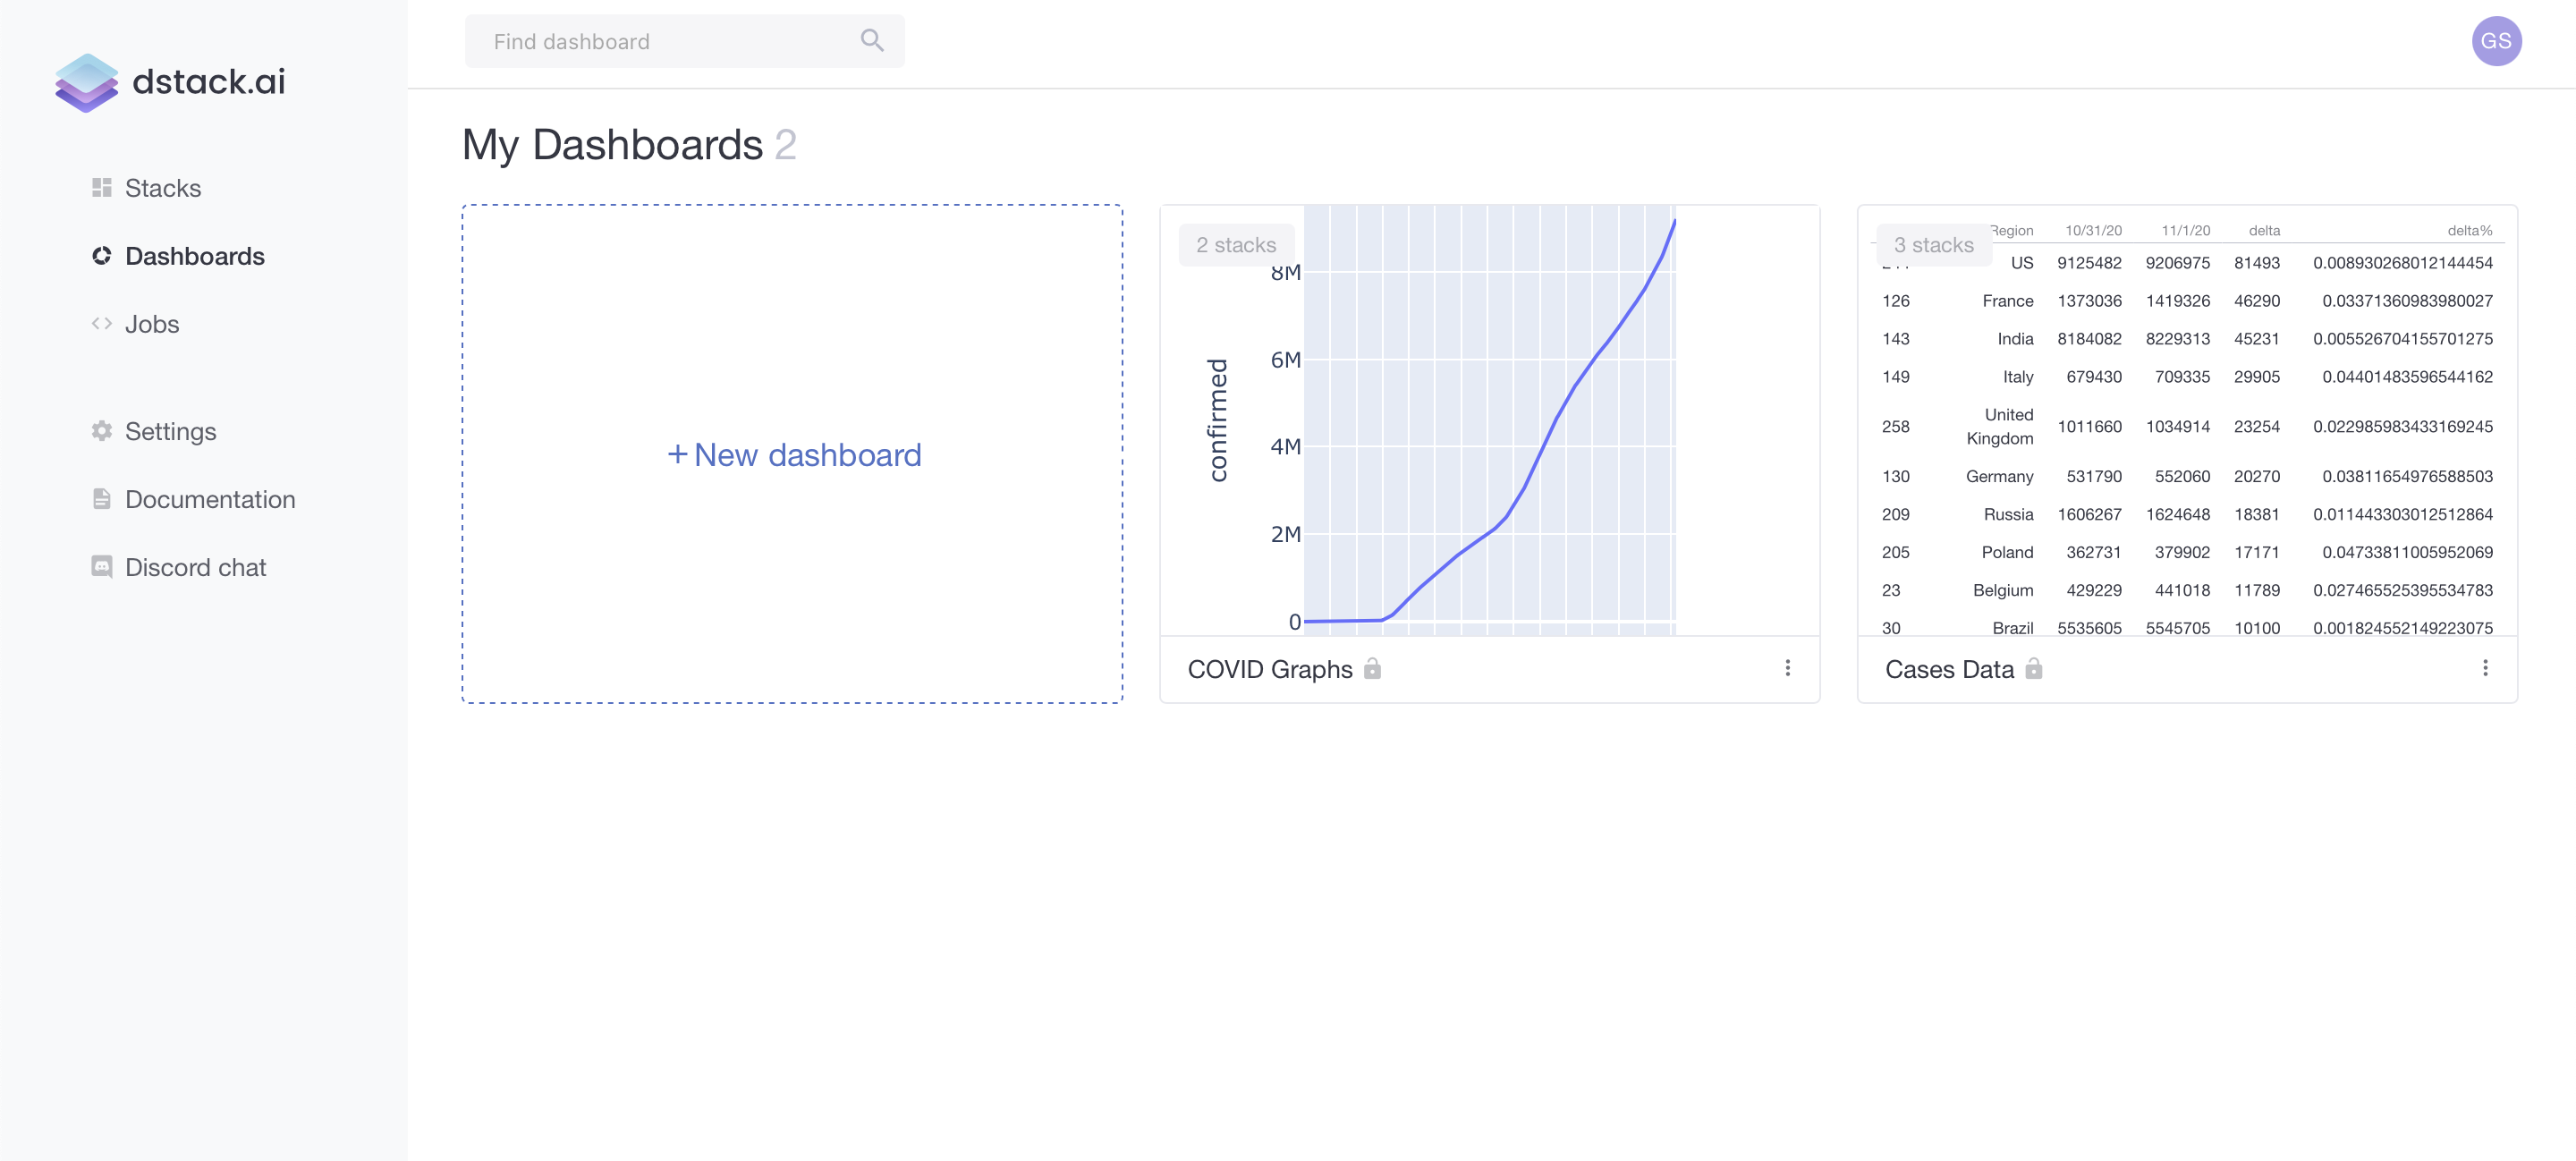 dstack.ai
Stacks
Dashboards
Jobs
Settings
Documentation
Discord chat
Find dashboard
GS
My Dashboards 2
+ New dashboard
2 stacks
8M
6M
4M
2M
0
confirmed
COVID Graphs
3 stacks
Region 10/31/20 11/1/20 delta delta%
US 9125482 9206975 81493 0.008930268012144454
126 France 1373036 1419326 46290 0.03371360983980027
143 India 8184082 8229313 45231 0.005526704155701275
149 Italy 679430 709335 29905 0.04401483596544162
258 United Kingdom 1011660 1034914 23254 0.022985983433169245
130 Germany 531790 552060 20270 0.03811654976588503
209 Russia 1606267 1624648 18381 0.011443303012512864
205 Poland 362731 379902 17171 0.04733811005952069
23 Belgium 429229 441018 11789 0.027465525395534783
30 Brazil 5535605 5545705 10100 0.001824552149223075
Cases Data